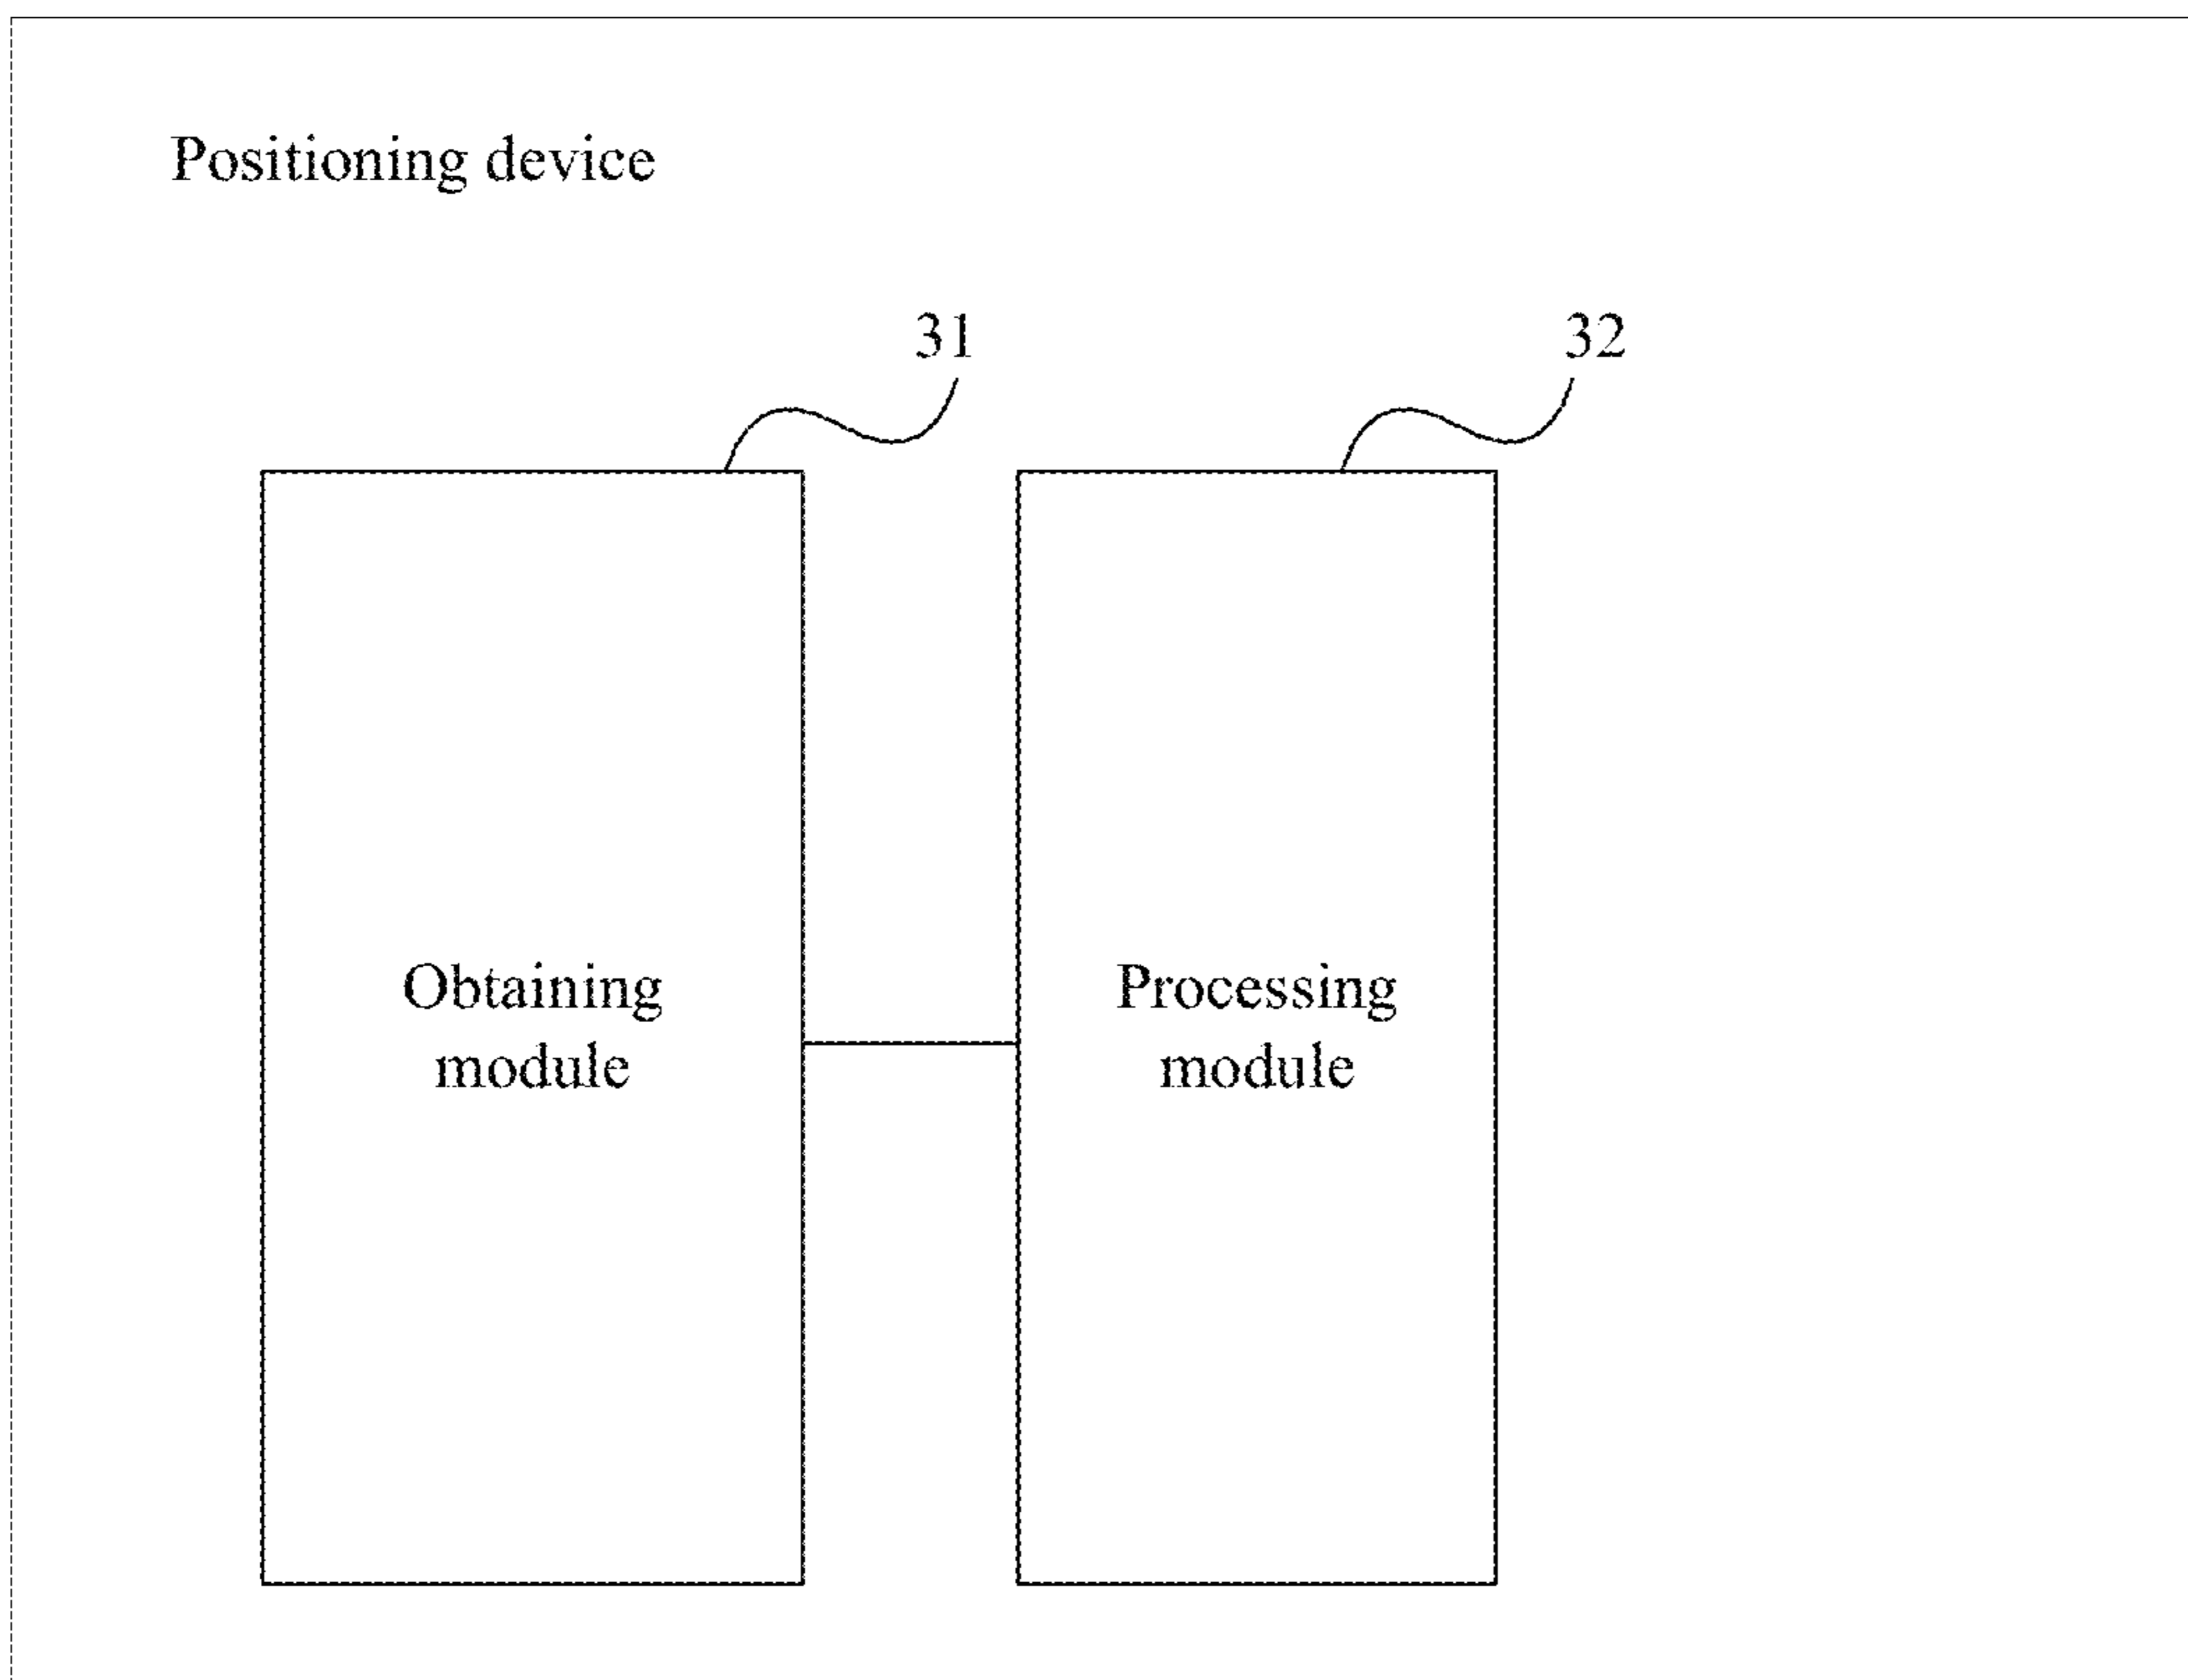 Positioning device
31
32
Obtaining
module
Processing
module